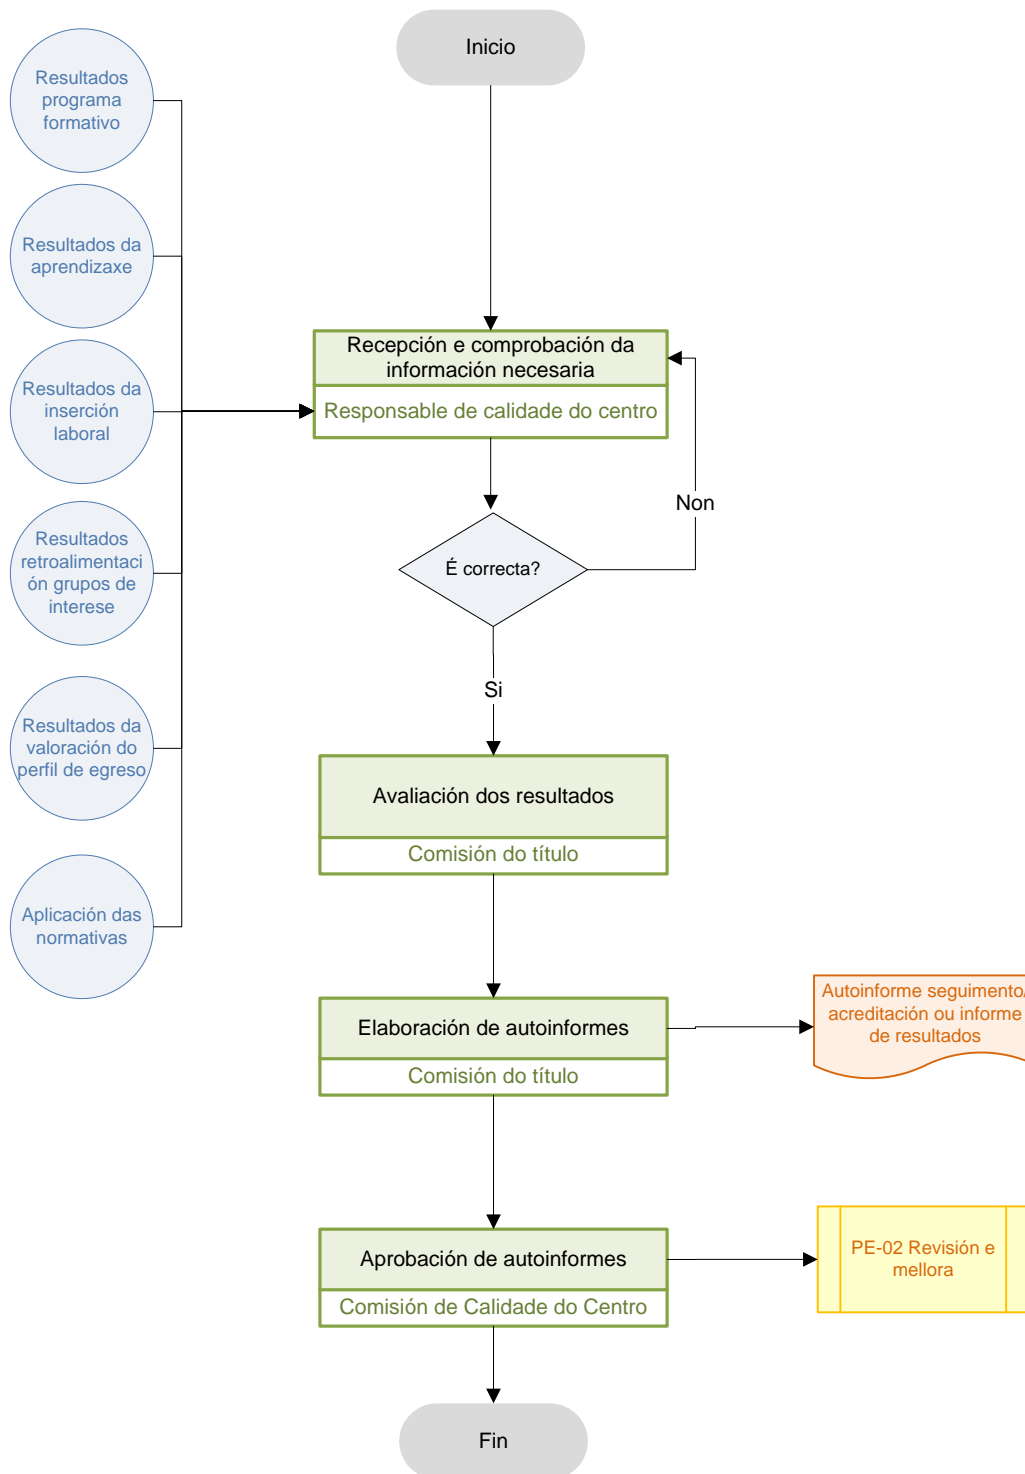 Inicio
Resultados
programa
formativo
Resultados da
aprendizaxe
Resultados da
inserción
laboral
Resultados
retroalimentaci
ón grupos de
interese
Resultados da
valoración do
perfil de egreso
Aplicación das
normativas
Recepción e comprobación da
información necesaria
Responsable de calidade do centro
Non
É correcta?
Si
Avaliación dos resultados
Comisión do título
Elaboración de autoinformes
Comisión do título
Autoinforme seguimento/
acreditación ou informe
de resultados
Aprobación de autoinformes
Comisión de Calidade do Centro
PE-02 Revisión e
mellora
Fin